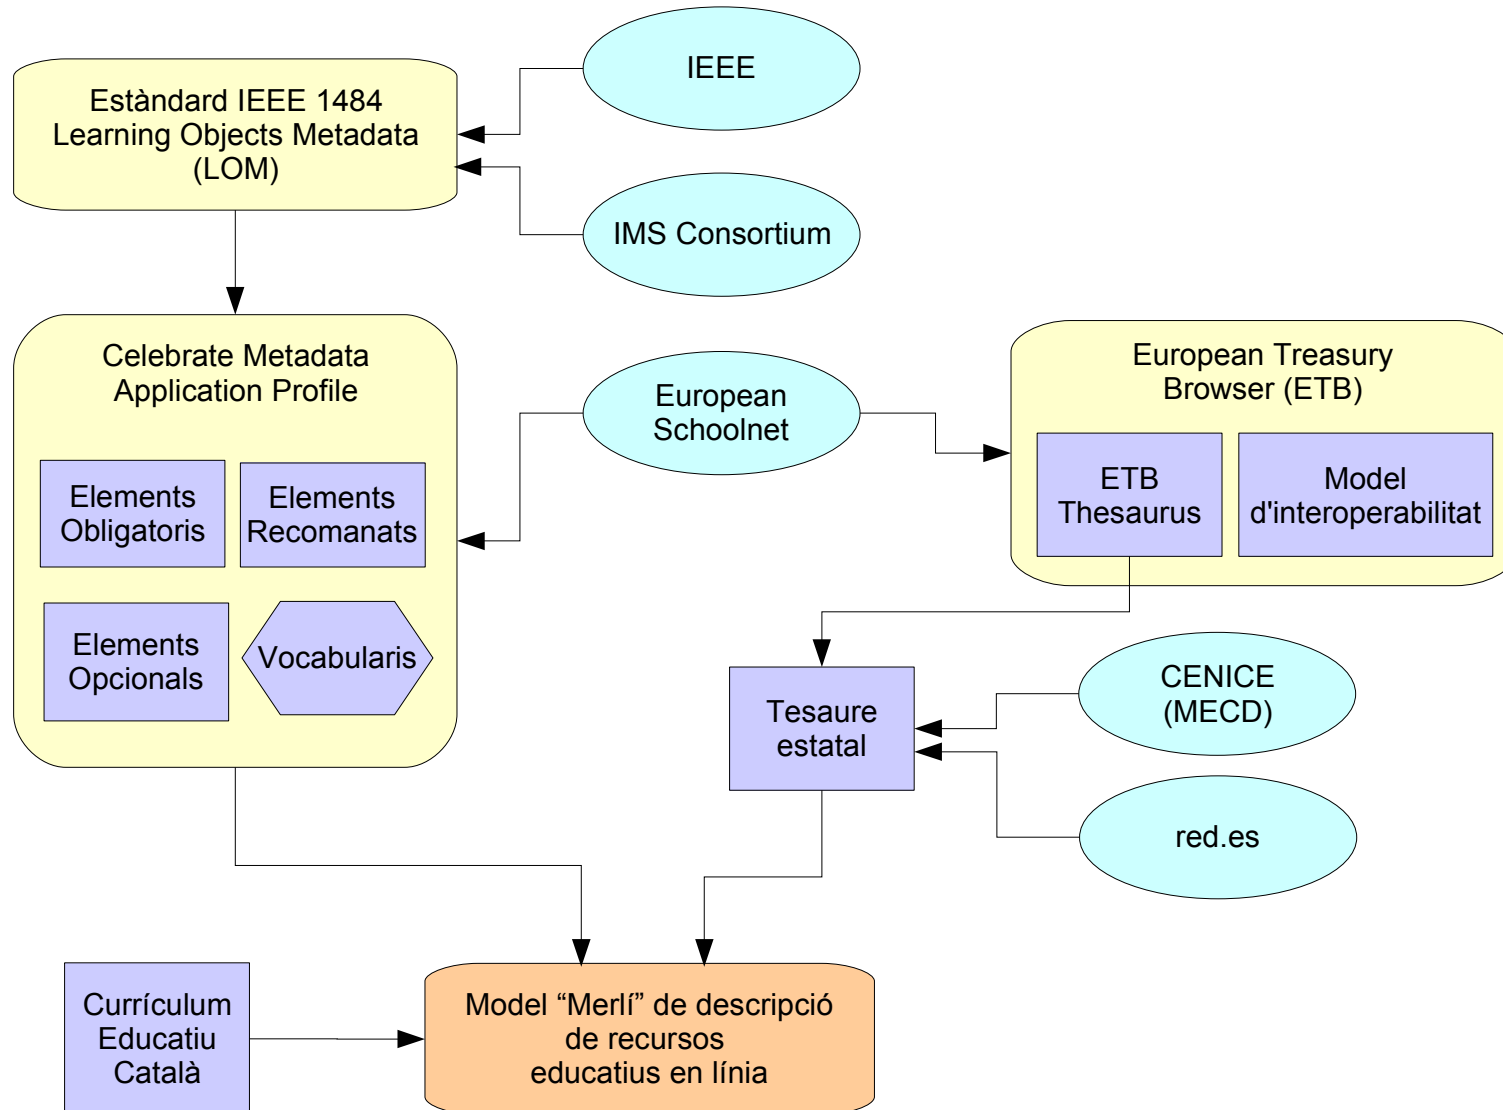 IEEE
Estàndard IEEE 1484
Learning Objects Metadata
(LOM)
IMS Consortium
Celebrate Metadata
Application Profile
European
Schoolnet
European Treasury
Browser (ETB)
Elements
Obligatoris
Elements
Recomanats
ETB
Thesaurus
Model
d'interoperabilitat
Elements
Opcionals
Vocabularis
Tesaure
estatal
CENICE
(MECD)
red.es
Currículum
Educatiu
Català
Model “Merlí” de descripció
de recursos
educatius en línia